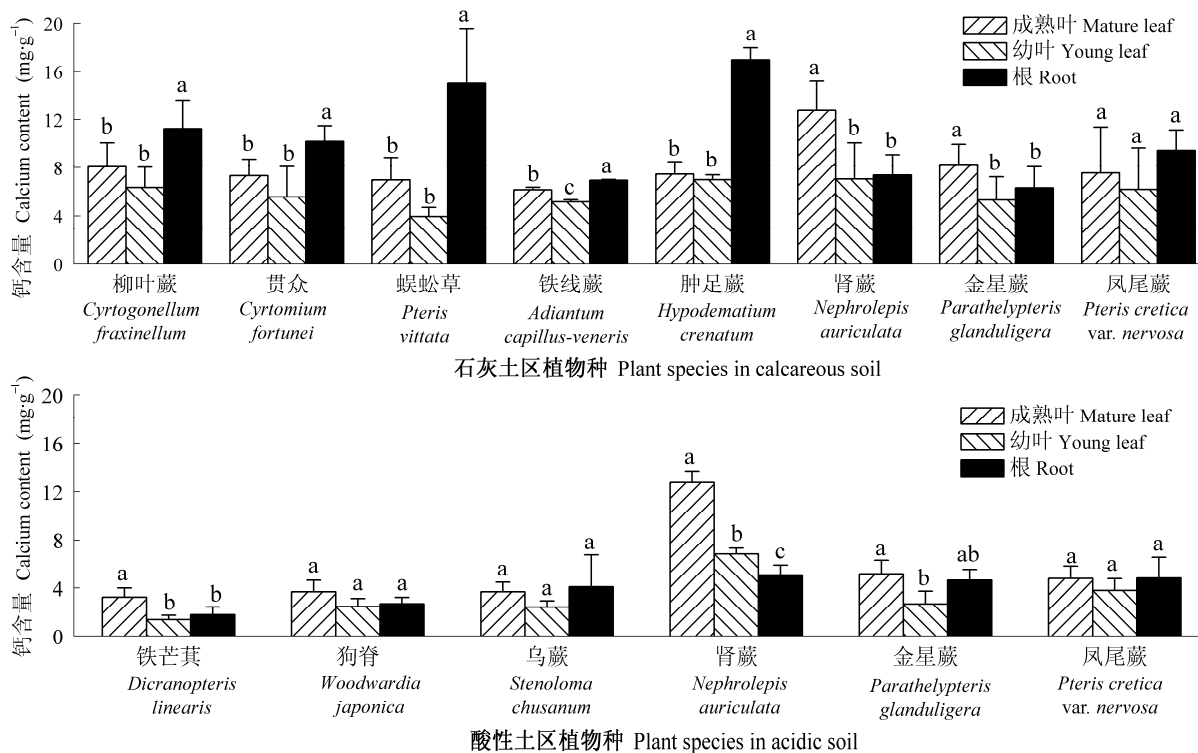 钙含量 Calcium content (mg·g⁻¹)
20
16
12
8
4
0
成熟叶 Mature leaf
幼叶 Young leaf
根 Root
b b a
b b a
b b a
b c a
b b a
a b b
a b b
a a a
柳叶蕨 贯众 蜈蚣草 铁线蕨 肿足蕨 肾蕨 金星蕨 凤尾蕨
Cyrtogonellum Cyrtomium Pteris Adiantum Hypodematium Nephrolepis Parathelypteris Pteris cretica
fraxinellum fortunei vittata capillus-veneris crenatum auriculata glanduligera var. nervosa
石灰土区植物种 Plant species in calcareous soil
钙含量 Calcium content (mg·g⁻¹)
20
16
12
8
4
0
成熟叶 Mature leaf
幼叶 Young leaf
根 Root
a b b
a a a
a a a
a b c
a b ab
a a a
铁芒萁 狗脊 乌蕨 肾蕨 金星蕨 凤尾蕨
Dicranopteris Woodwardia Stenoloma Nephrolepis Parathelypteris Pteris cretica
linearis japonica chusanum auriculata glanduligera var. nervosa
酸性土区植物种 Plant species in acidic soil